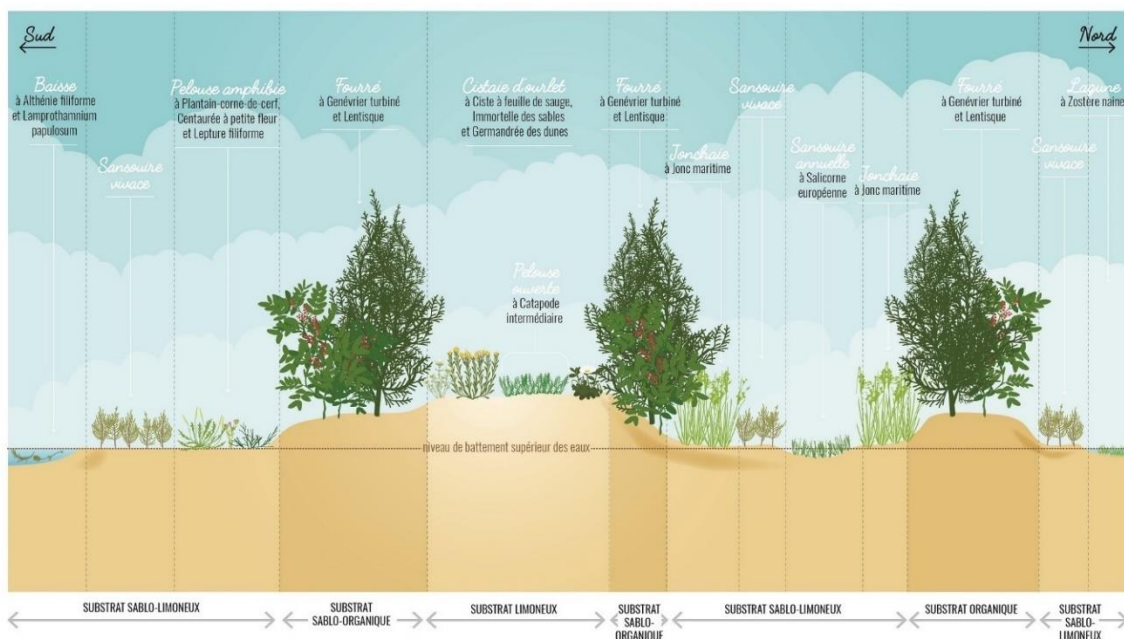 Sud
Nord
Baisse
à Althénie filiforme
et Lamprothamnium
papulosum
Sansouire
vivace
Pelouse amphibie
à Plantain-corne-de-cerf,
Centaurée à petite fleur
et Lepture filiforme
Fourré
à Genévrier turbiné
et Lentisque
Cistaie d'ourlet
à Ciste à feuille de sauge,
Immortelle des sables
et Germandrée des dunes
Pelouse
ouverte
à Catapode
intermédiaire
Fourré
à Genévrier turbiné
et Lentisque
Jonchaie
à Jonc maritime
Sansouire
vivace
Sansouire
annuelle
à Salicorne
européenne
Jonchaie
à Jonc maritime
Fourré
à Genévrier turbiné
et Lentisque
Sansouire
vivace
Lagune
à Zostère naine
niveau de battement supérieur des eaux
SUBSTRAT SABLO-LIMONEUX
SUBSTRAT
SABLO-ORGANIQUE
SUBSTRAT LIMONEUX
SUBSTRAT
SABLO-
ORGANIQUE
SUBSTRAT SABLO-LIMONEUX
SUBSTRAT ORGANIQUE
SUBSTRAT
SABLO-
LIMONEUX